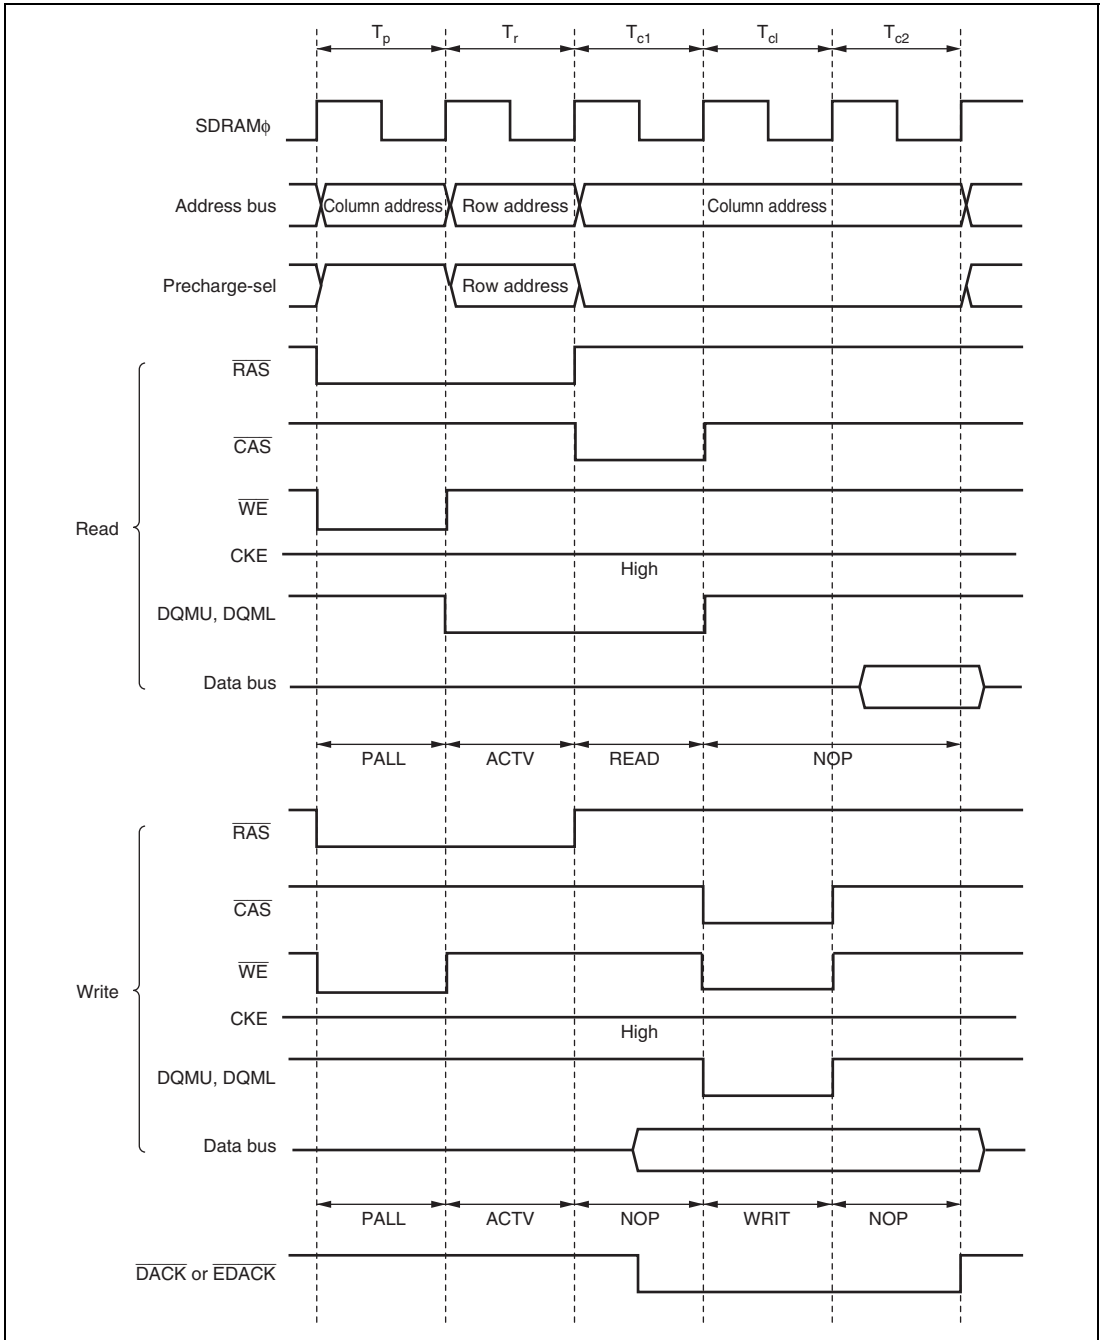 Tp Tr Tc1 Tcl Tc2
SDRAMϕ
Address bus Column address Row address Column address
Precharge-sel Row address
RAS
CAS
WE
Read
CKE
High
DQMU, DQML
Data bus
PALL ACTV READ NOP
RAS
CAS
WE
Write
CKE
High
DQMU, DQML
Data bus
PALL ACTV NOP WRIT NOP
DACK or EDACK